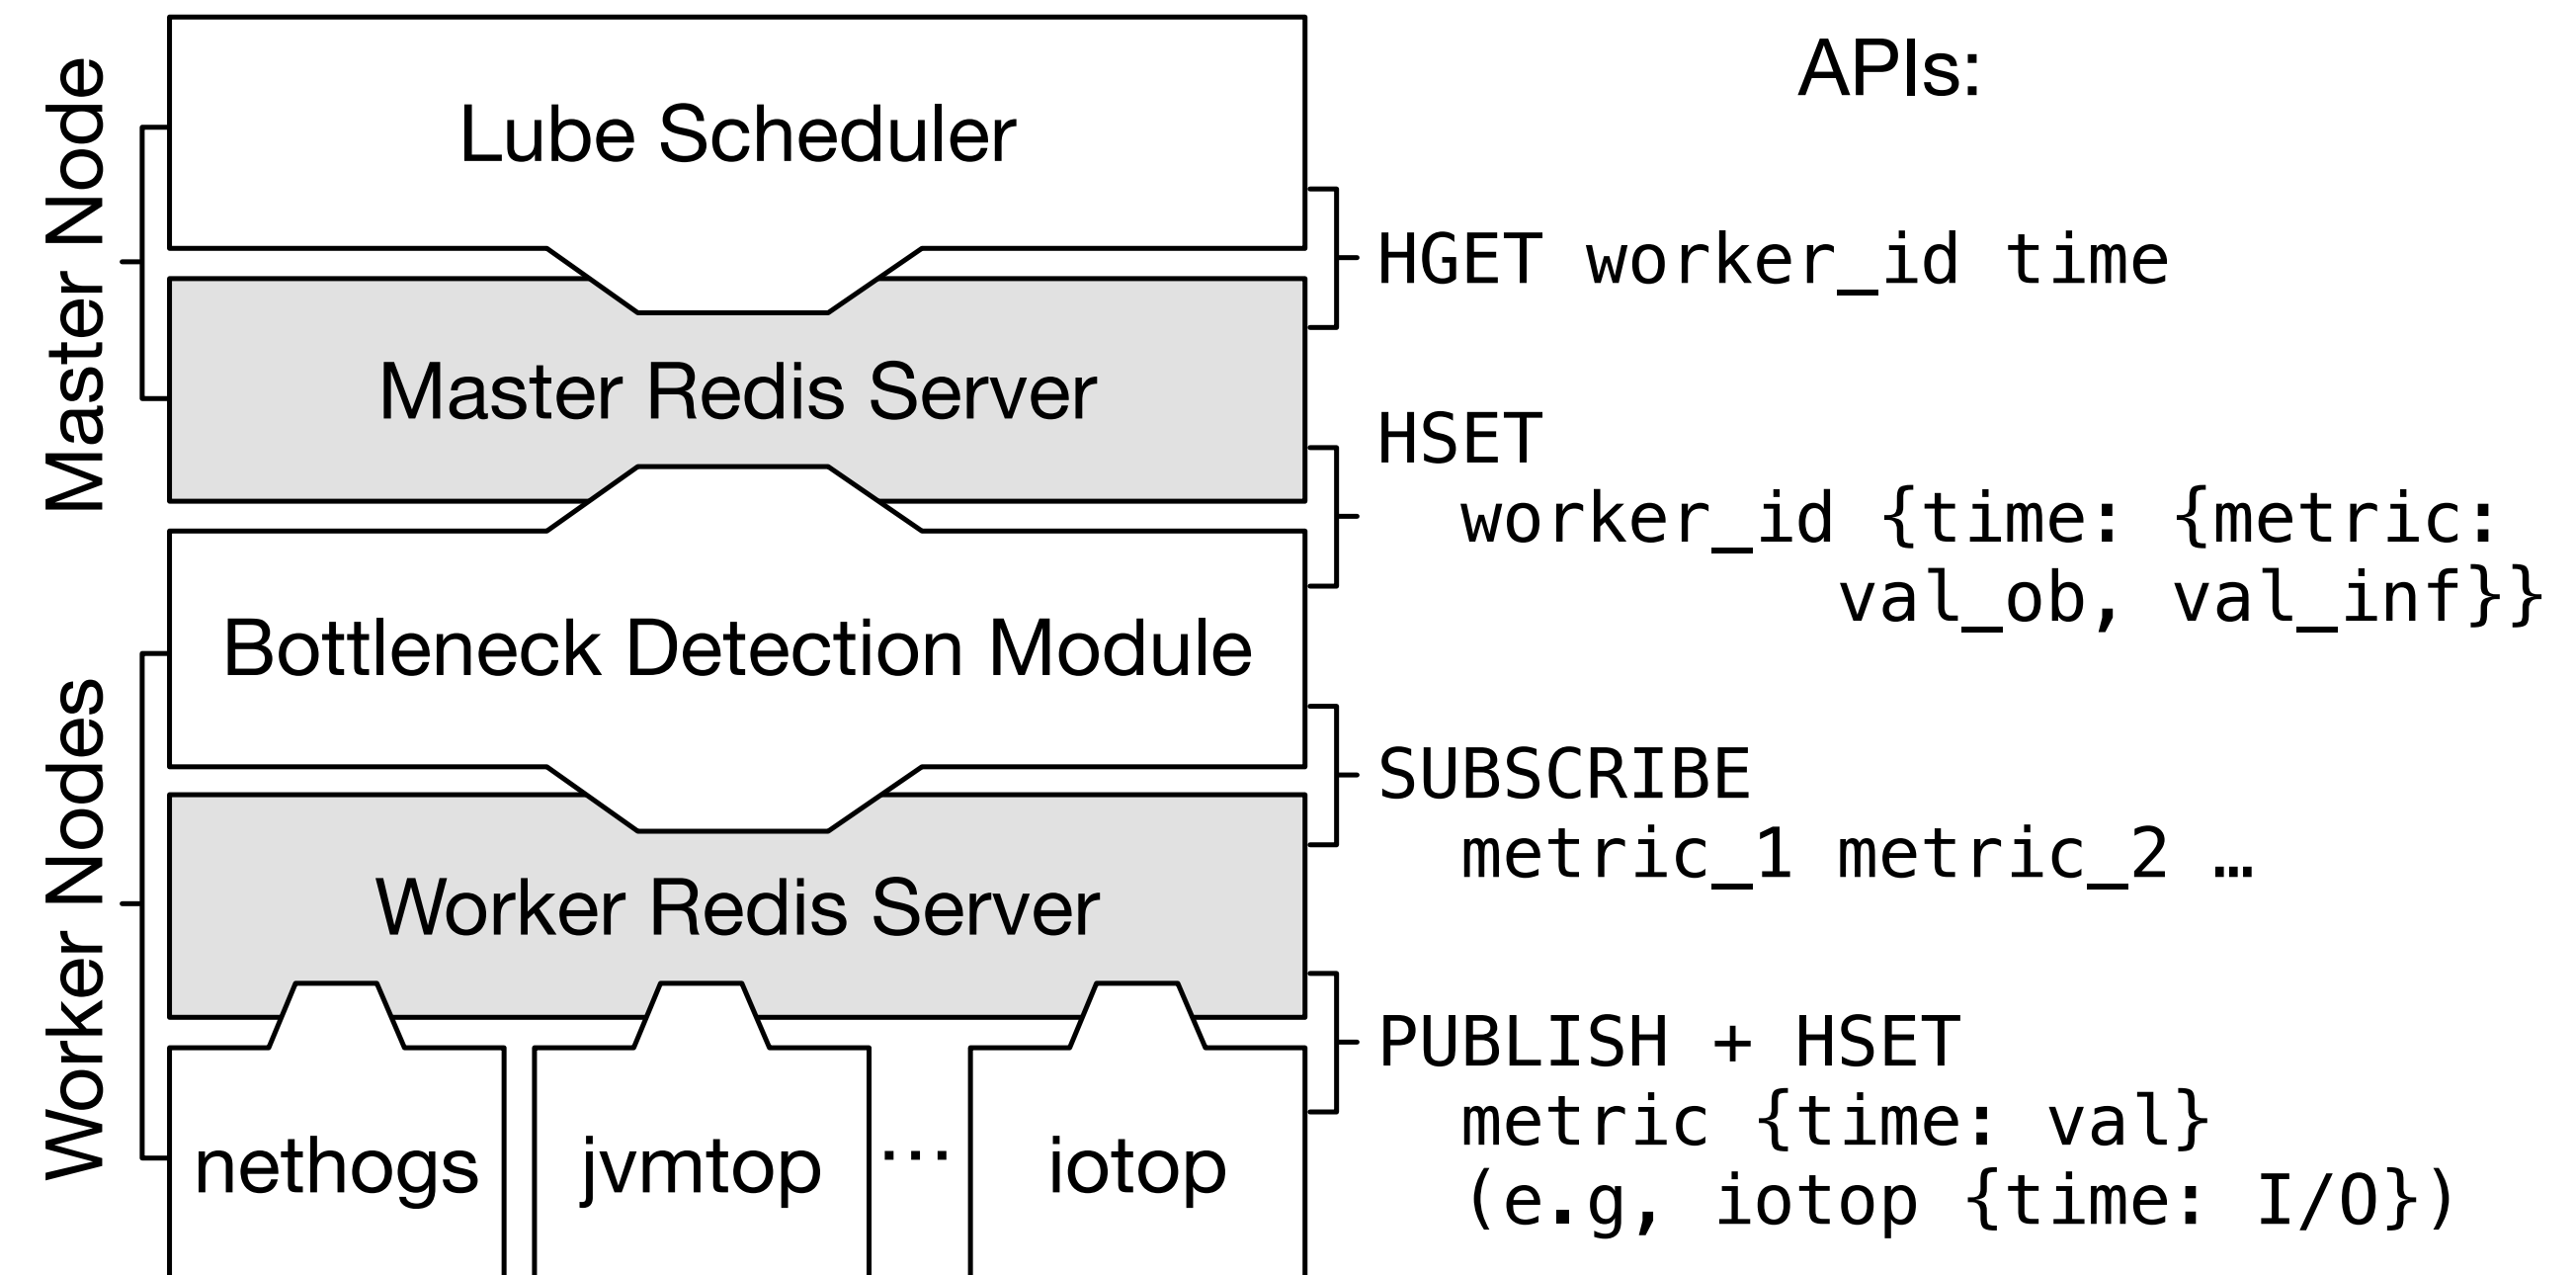 Master Node
Worker Nodes
Lube Scheduler
Master Redis Server
Bottleneck Detection Module
Worker Redis Server
nethogs
jvmtop
...
iotop
APIs:
HGET worker_id time
HSET
worker_id {time: {metric:
val_ob, val_inf}}
SUBSCRIBE
metric_1 metric_2 …
PUBLISH + HSET
metric {time: val}
(e.g, iotop {time: I/O})